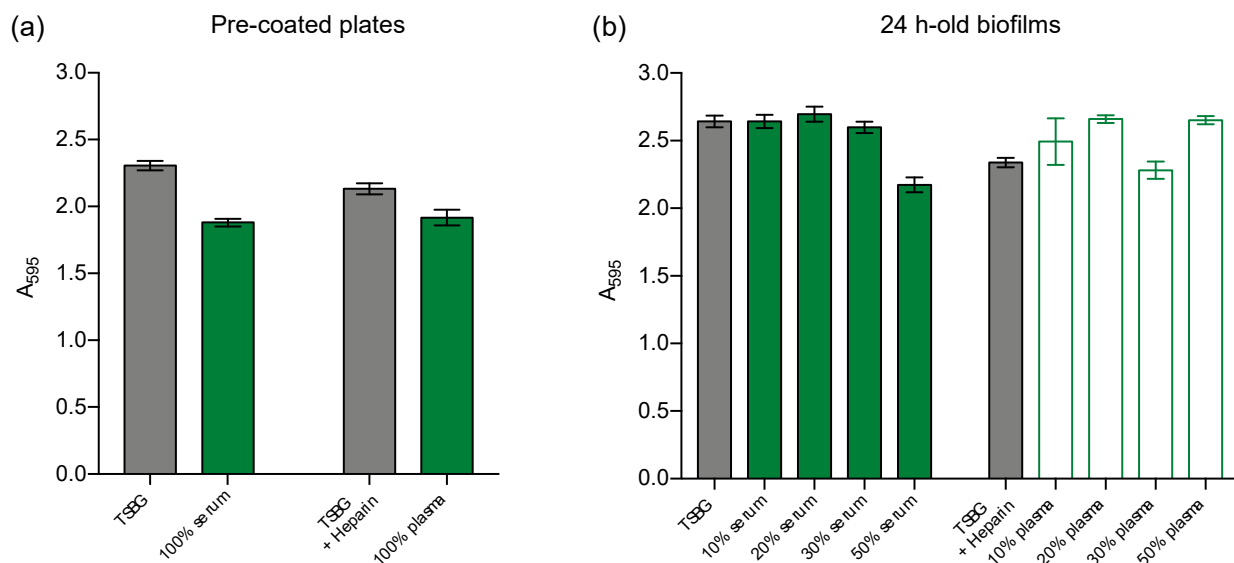 (a)
Pre-coated plates
3.0
2.5
2.0
1.5
1.0
0.5
0.0
A595
TSBG
100% serum
TSBG
+ Heparin
100% plasma
(b)
24 h-old biofilms
3.0
2.5
2.0
1.5
1.0
0.5
0.0
A595
TSBG
10% serum
20% serum
30% serum
50% serum
TSBG
+ Heparin
10% plasma
20% plasma
30% plasma
50% plasma